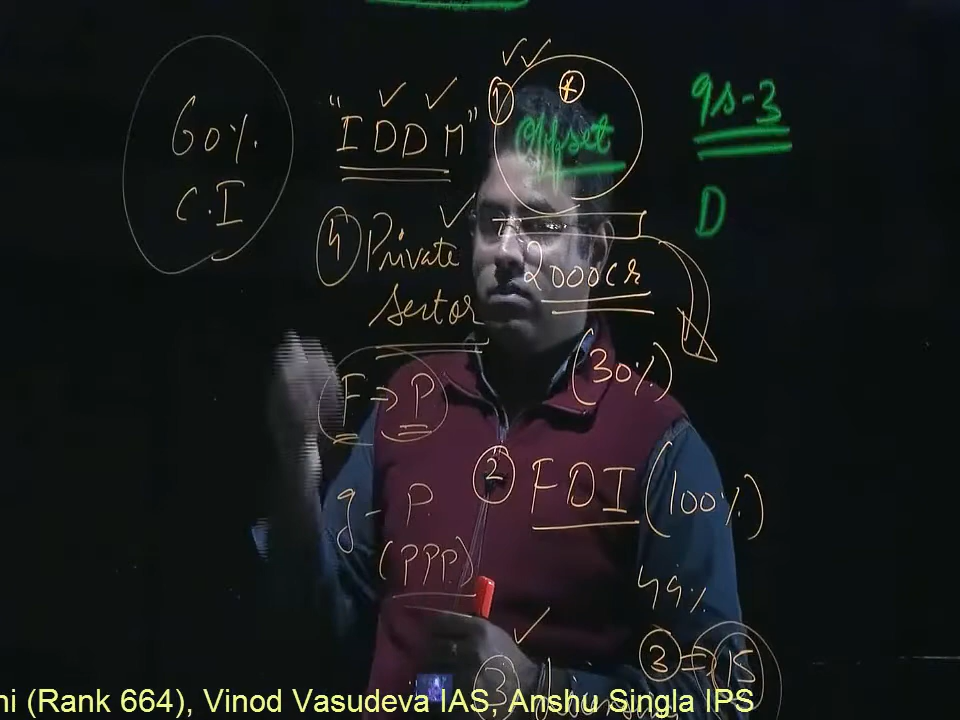 60%
C.I
"IDDM"
1
Offset
GS-3
D
4 Private
Sector
2000cr
(30%)
F => P
2 FDI (100%)
g - P
(PPP)
49%
3 => 15
3
ni (Rank 664), Vinod Vasudeva IAS, Anshu Singla IPS